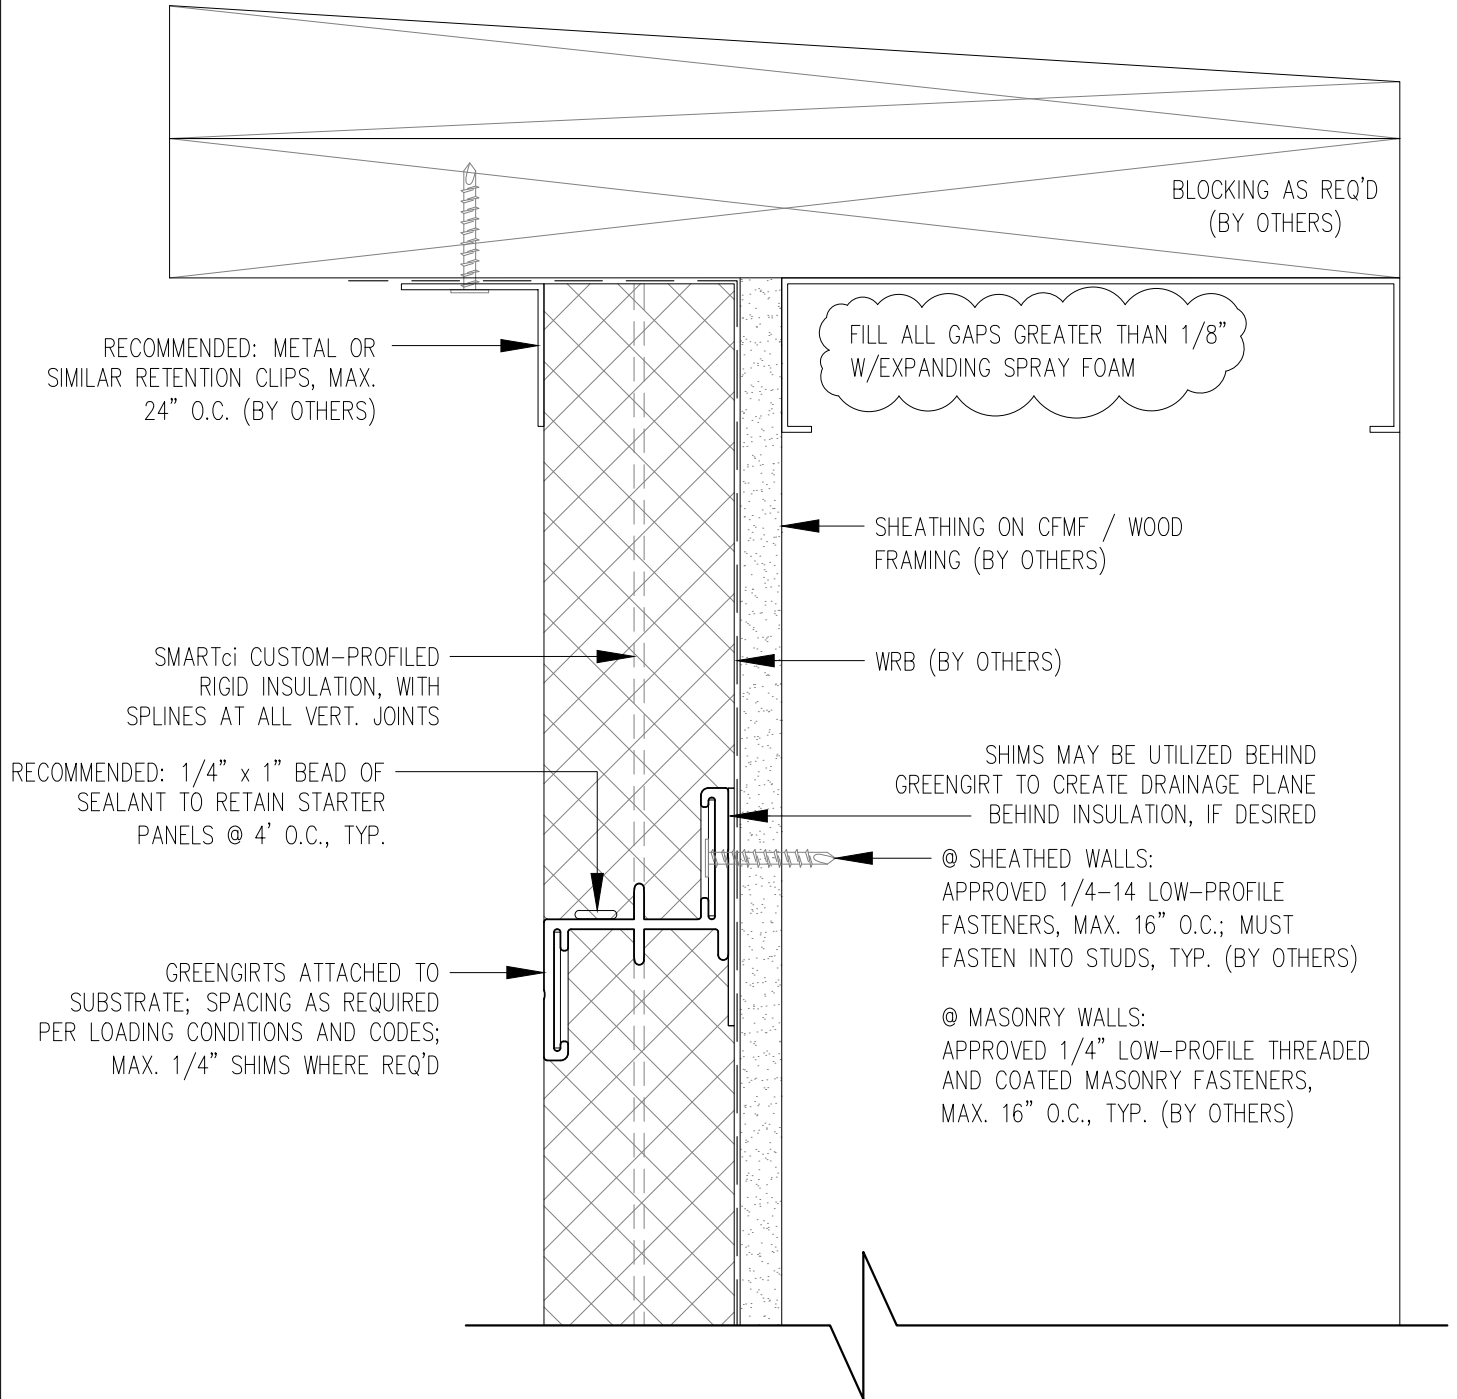 BLOCKING AS REQ'D
(BY OTHERS)
FILL ALL GAPS GREATER THAN 1/8"
W/EXPANDING SPRAY FOAM
RECOMMENDED: METAL OR
SIMILAR RETENTION CLIPS, MAX.
24" O.C. (BY OTHERS)
SHEATHING ON CFMF / WOOD
FRAMING (BY OTHERS)
SMARTci CUSTOM-PROFILED
RIGID INSULATION, WITH
SPLINES AT ALL VERT. JOINTS
WRB (BY OTHERS)
RECOMMENDED: 1/4" x 1" BEAD OF
SEALANT TO RETAIN STARTER
PANELS @ 4' O.C., TYP.
SHIMS MAY BE UTILIZED BEHIND
GREENGIRT TO CREATE DRAINAGE PLANE
BEHIND INSULATION, IF DESIRED
@ SHEATHED WALLS:
APPROVED 1/4-14 LOW-PROFILE
FASTENERS, MAX. 16" O.C.; MUST
FASTEN INTO STUDS, TYP. (BY OTHERS)
GREENGIRTS ATTACHED TO
SUBSTRATE; SPACING AS REQUIRED
PER LOADING CONDITIONS AND CODES;
MAX. 1/4" SHIMS WHERE REQ'D
@ MASONRY WALLS:
APPROVED 1/4" LOW-PROFILE THREADED
AND COATED MASONRY FASTENERS,
MAX. 16" O.C., TYP. (BY OTHERS)